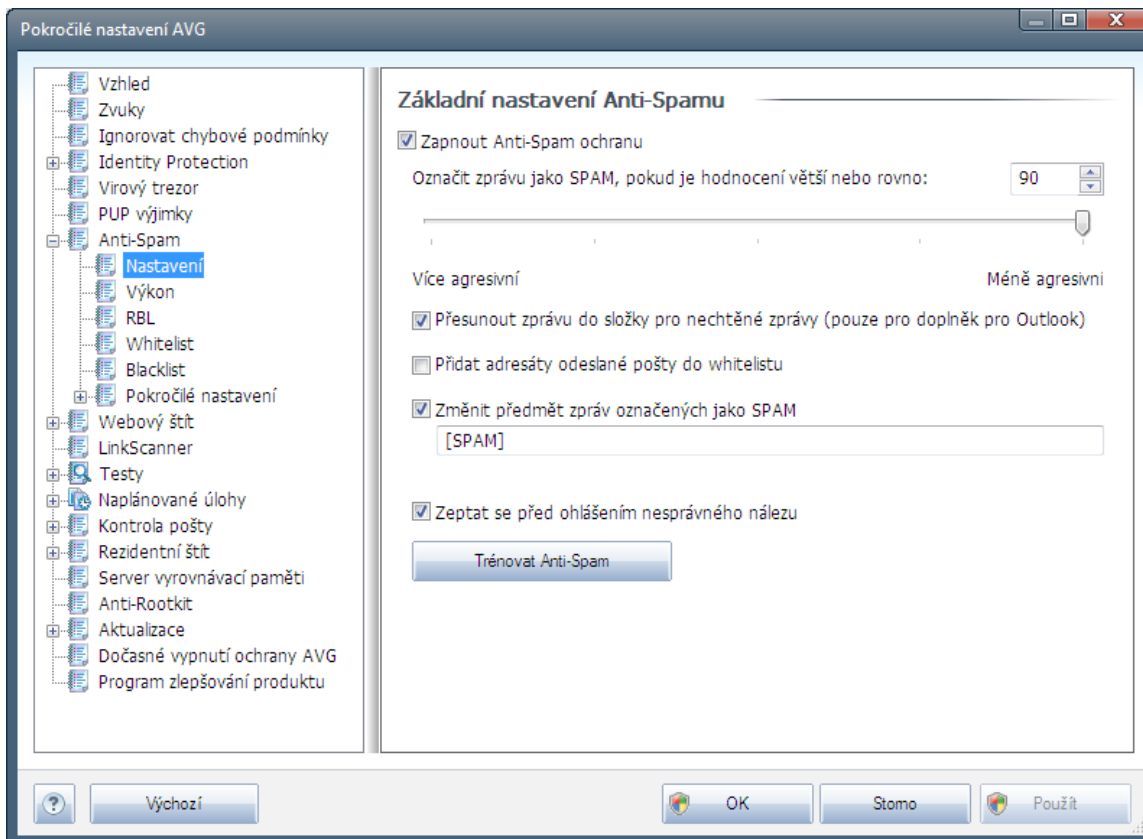 Pokročilé nastavení AVG
Vzhled
Zvuky
Ignorovat chybové podmínky
Identity Protection
Virový trezor
PUP výjimky
Anti-Spam
Nastavení
Výkon
RBL
Whitelist
Blacklist
Pokročilé nastavení
Webový štít
LinkScanner
Testy
Naplánované úlohy
Kontrola pošty
Rezidentní štít
Server vyrovnávací paměti
Anti-Rootkit
Aktualizace
Dočasné vypnutí ochrany AVG
Program zlepšování produktu
Základní nastavení Anti-Spamu
Zapnout Anti-Spam ochranu
Označit zprávu jako SPAM, pokud je hodnocení větší nebo rovno: 90
Více agresivní Méně agresivni
Přesunout zprávu do složky pro nechtěné zprávy (pouze pro doplněk pro Outlook)
Přidat adresáty odeslané pošty do whitelistu
Změnit předmět zpráv označených jako SPAM
[SPAM]
Zeptat se před ohlášením nesprávného nálezu
Trénovat Anti-Spam
? Výchozí OK Stomo Použít